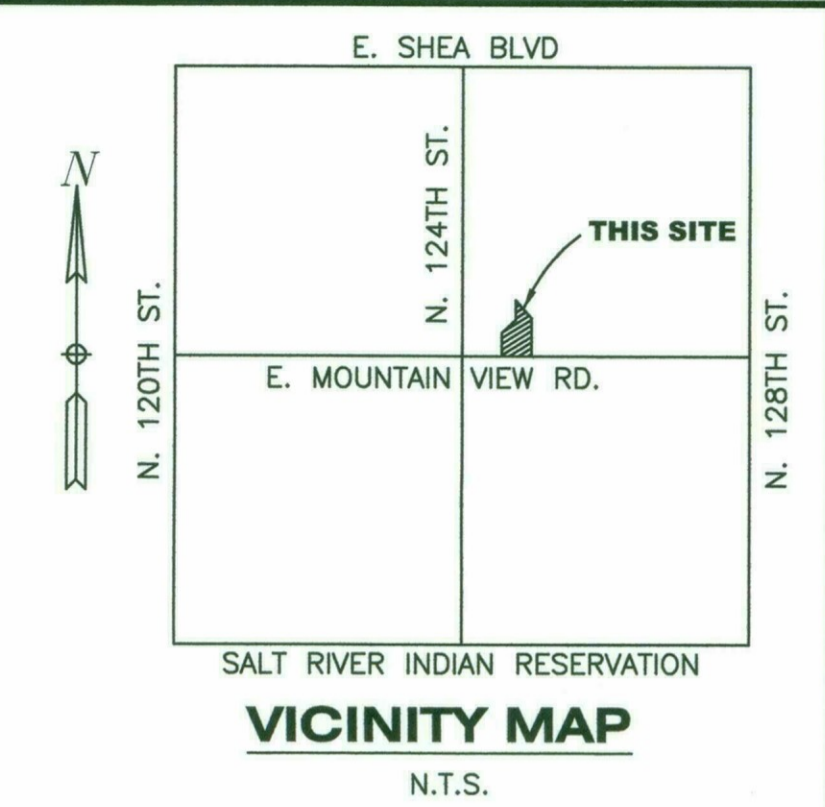 E. SHEA BLVD
N
N. 124TH ST.
THIS SITE
N. 120TH ST.
N. 128TH ST.
E. MOUNTAIN VIEW RD.
SALT RIVER INDIAN RESERVATION
VICINITY MAP
N.T.S.